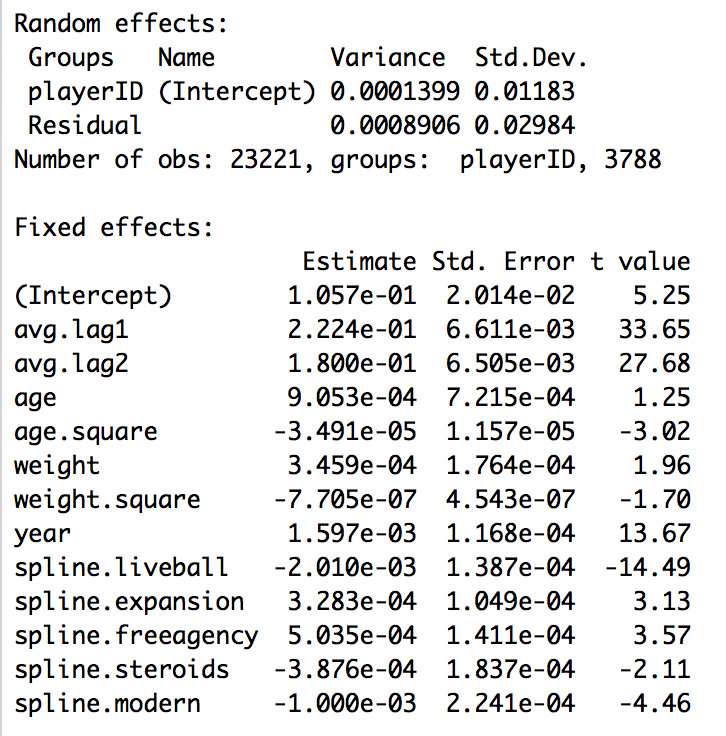 Random effects:
Groups Name Variance Std.Dev.
playerID (Intercept) 0.0001399 0.01183
Residual 0.0008906 0.02984
Number of obs: 23221, groups: playerID, 3788
Fixed effects:
Estimate Std. Error t value
(Intercept) 1.057e-01 2.014e-02 5.25
avg.lag1 2.224e-01 6.611e-03 33.65
avg.lag2 1.800e-01 6.505e-03 27.68
age 9.053e-04 7.215e-04 1.25
age.square -3.491e-05 1.157e-05 -3.02
weight 3.459e-04 1.764e-04 1.96
weight.square -7.705e-07 4.543e-07 -1.70
year 1.597e-03 1.168e-04 13.67
spline.liveball -2.010e-03 1.387e-04 -14.49
spline.expansion 3.283e-04 1.049e-04 3.13
spline.freeagency 5.035e-04 1.411e-04 3.57
spline.steroids -3.876e-04 1.837e-04 -2.11
spline.modern -1.000e-03 2.241e-04 -4.46